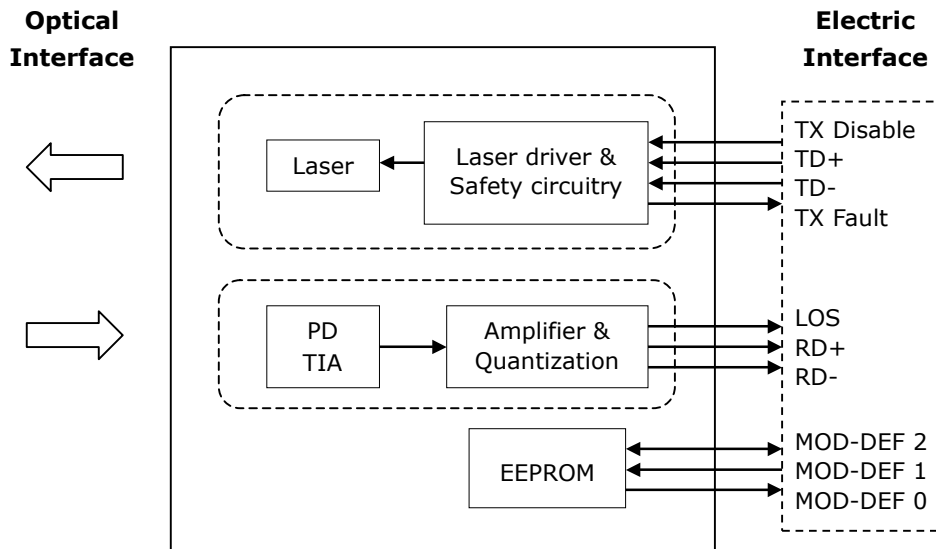 Optical
Interface
Electric
Interface
Laser
Laser driver &
Safety circuitry
TX Disable
TD+
TD-
TX Fault
PD
TIA
Amplifier &
Quantization
LOS
RD+
RD-
EEPROM
MOD-DEF 2
MOD-DEF 1
MOD-DEF 0